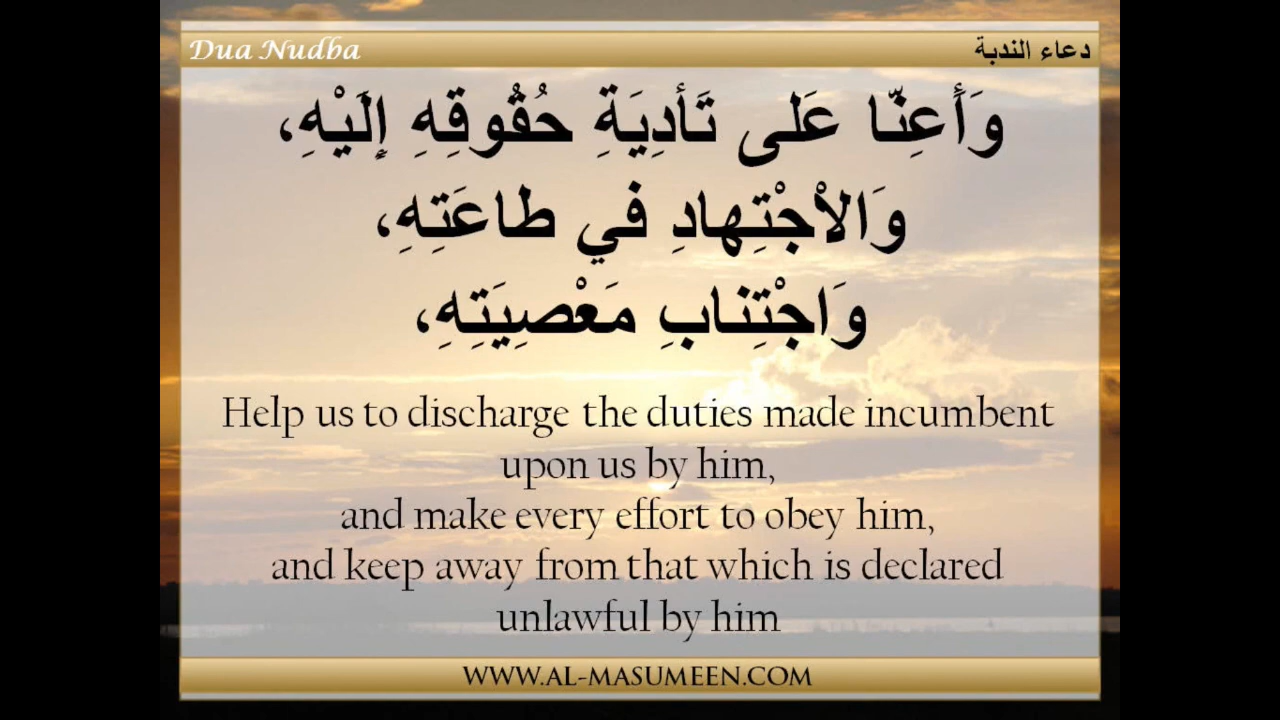 Dua Nudba
دعاء الندبة
وَأَعِنّا عَلى تَأدِيَةِ حُقُوقِهِ إِلَيْهِ،
وَالاْجْتِهادِ في طاعَتِهِ،
وَاجْتِنابِ مَعْصِيَتِهِ،
Help us to discharge the duties made incumbent
upon us by him,
and make every effort to obey him,
and keep away from that which is declared
unlawful by him
WWW.AL-MASUMEEN.COM